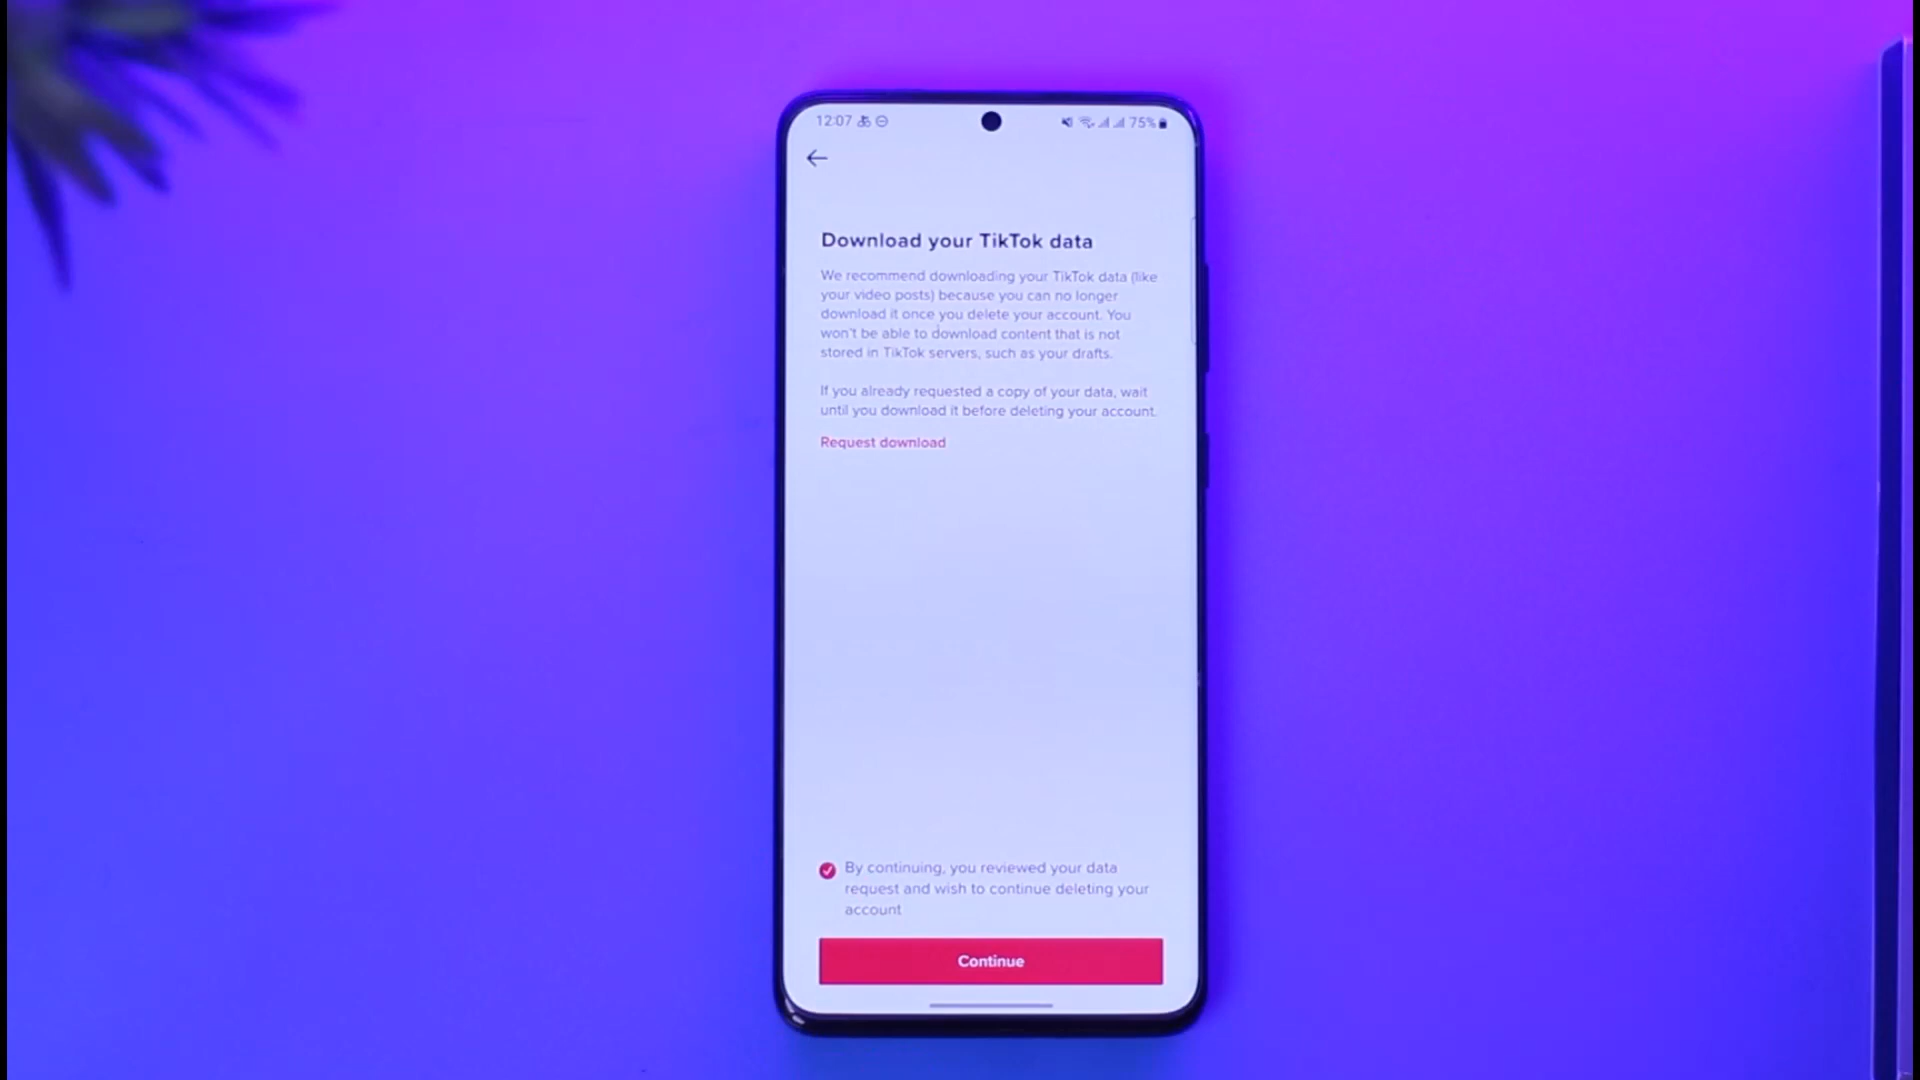 12:07
75%
Download your TikTok data
We recommend downloading your TikTok data (like
your video posts) because you can no longer
download it once you delete your account. You
won't be able to download content that is not
stored in TikTok servers, such as your drafts.
If you already requested a copy of your data, wait
until you download it before deleting your account.
Request download
By continuing, you reviewed your data
request and wish to continue deleting your
account
Continue